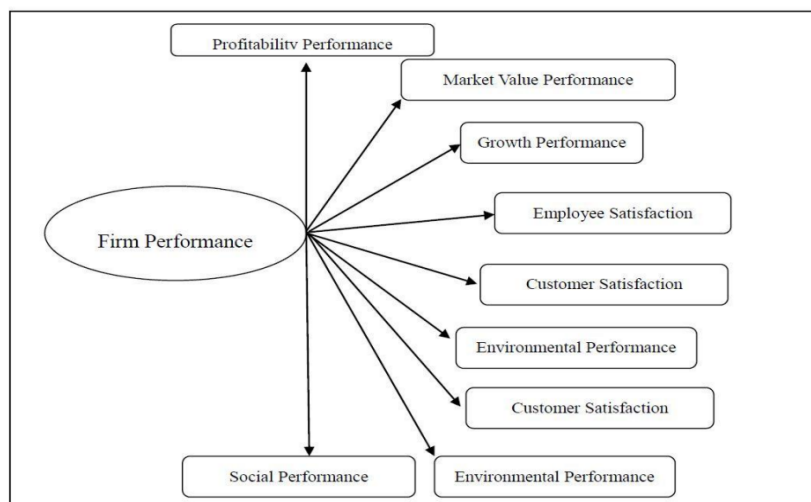 Profitability Performance
Market Value Performance
Growth Performance
Employee Satisfaction
Firm Performance
Customer Satisfaction
Environmental Performance
Customer Satisfaction
Social Performance
Environmental Performance